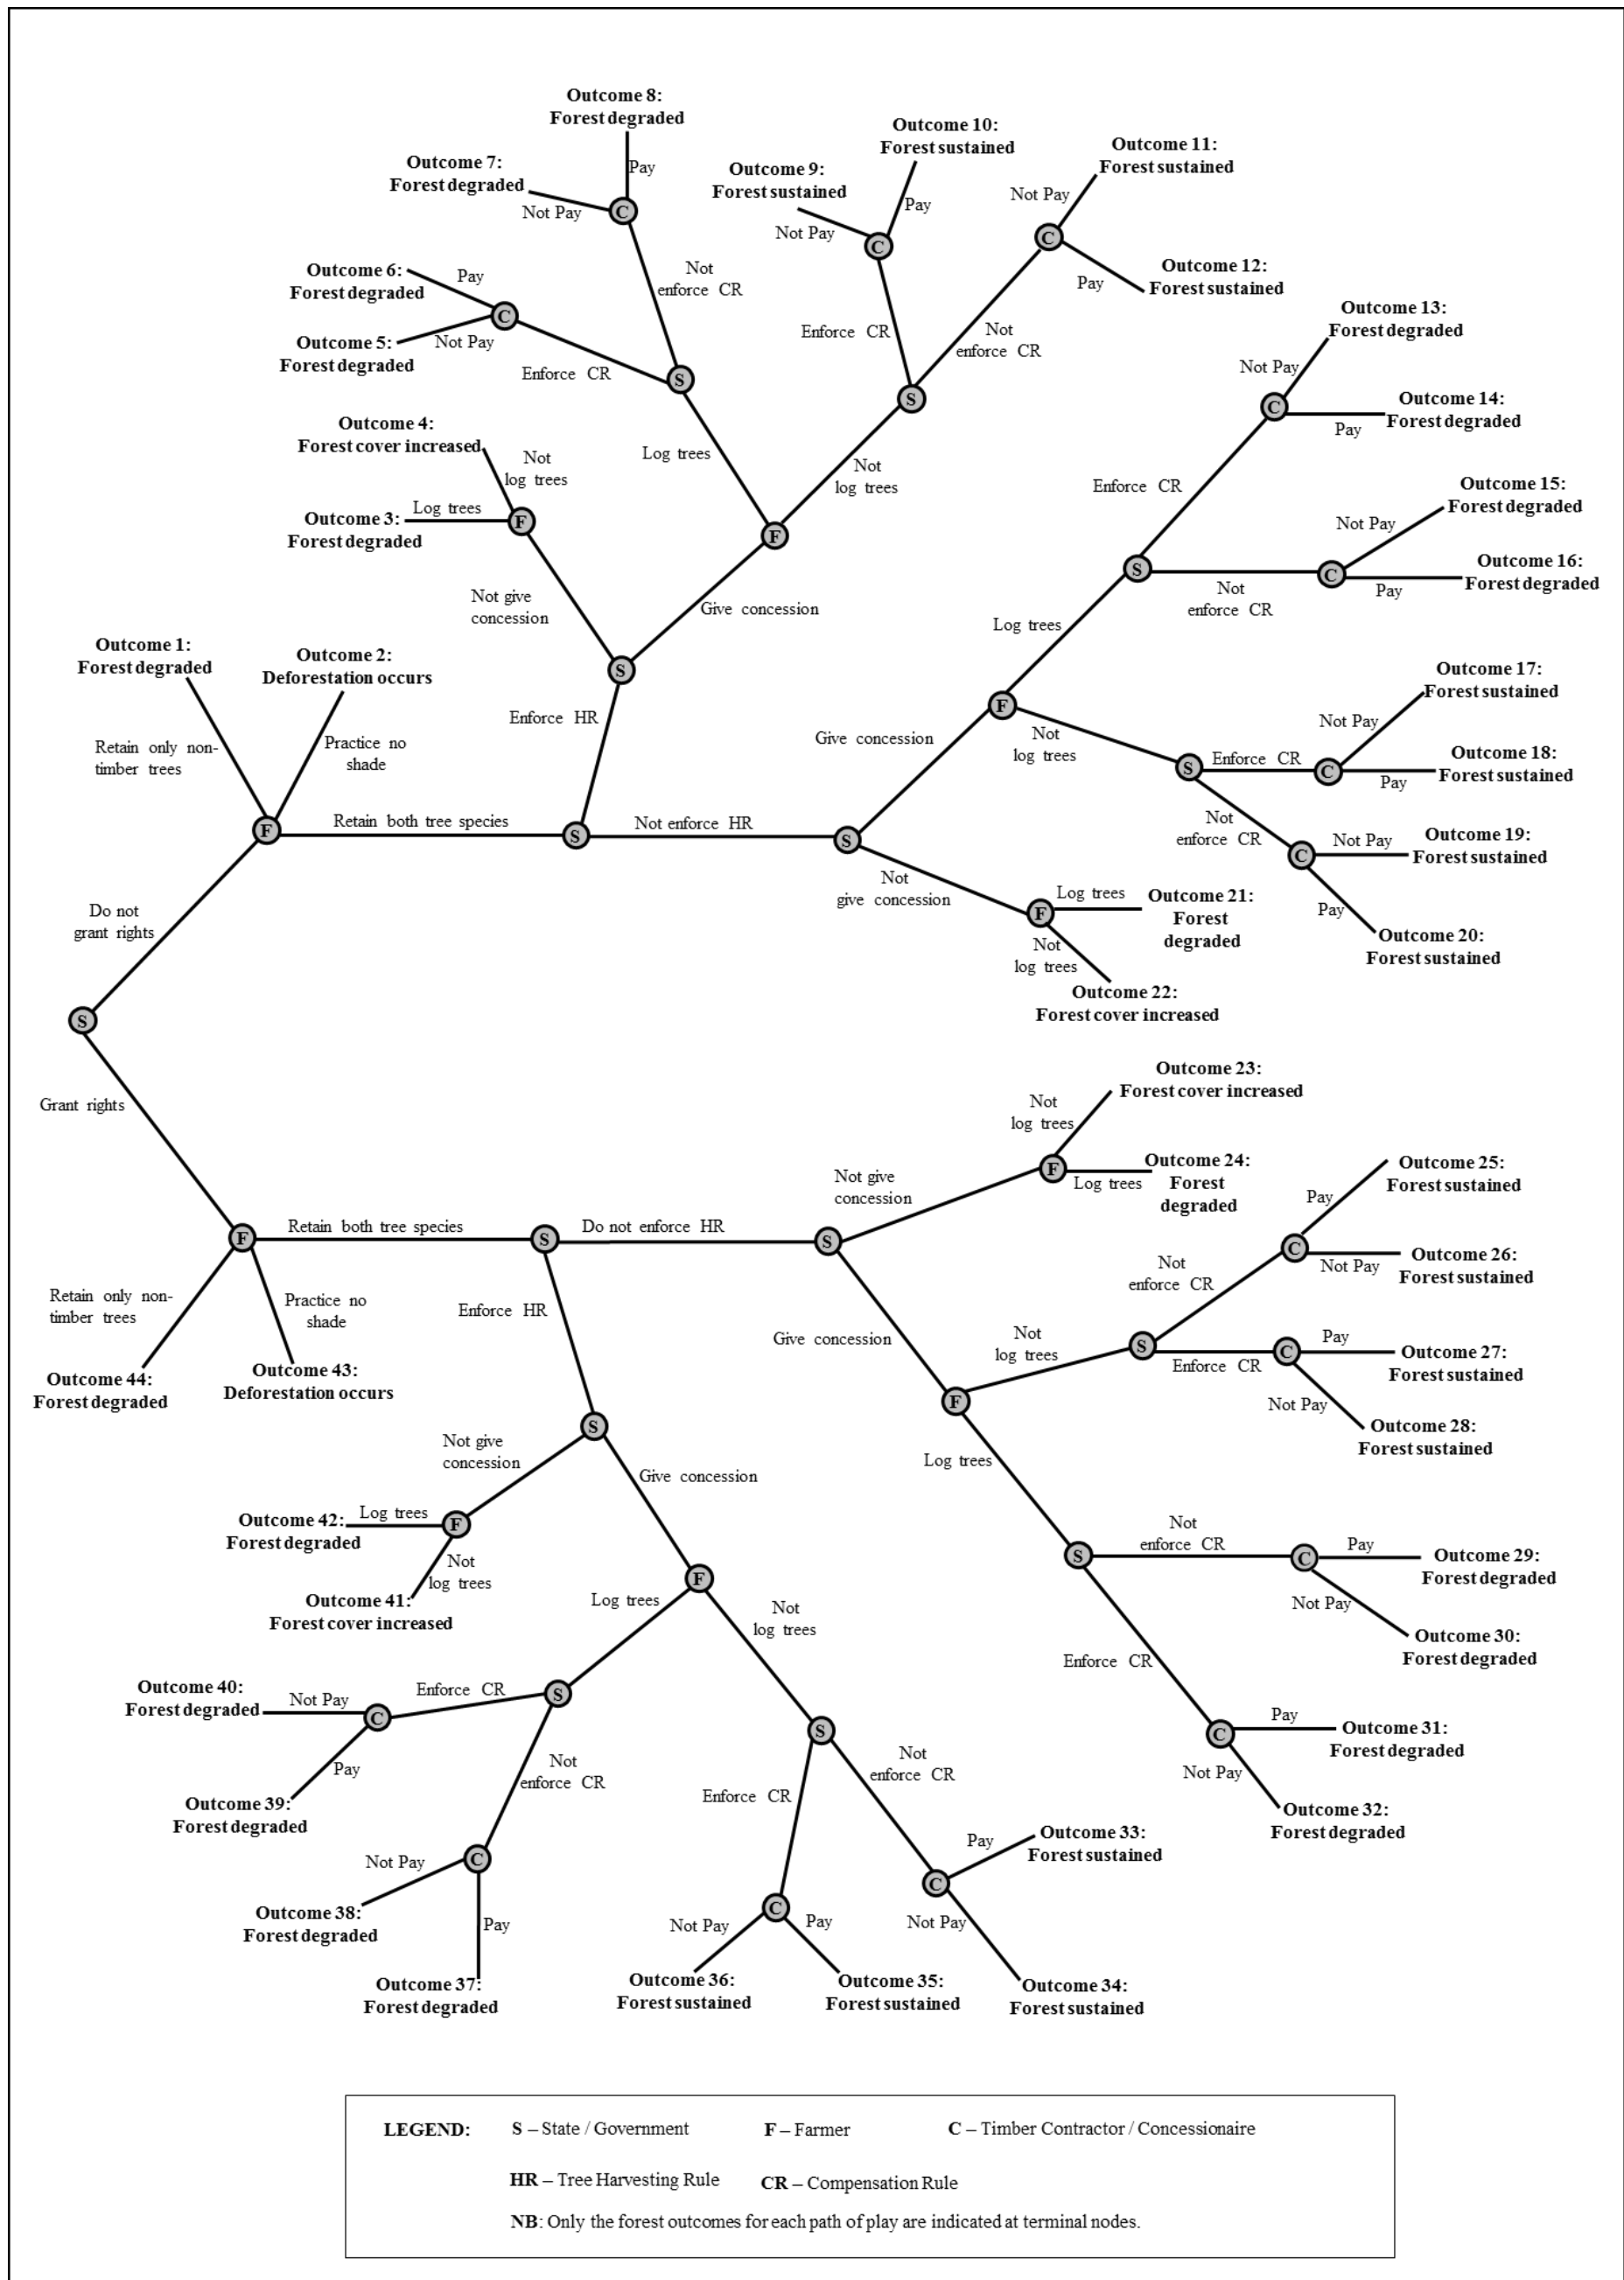 Outcome 8:
Forest degraded
Pay
Outcome 7:
Forest degraded
Not Pay
C
Outcome 10:
Forest sustained
Outcome 9:
Forest sustained
Pay
Not Pay
C
Outcome 11:
Forest sustained
Not Pay
C
Outcome 12:
Forest sustained
Pay
Outcome 6:
Forest degraded
Pay
C
Outcome 5:
Forest degraded
Not Pay
Enforce CR
Not
enforce CR
S
Enforce CR
Not
enforce CR
S
Outcome 13:
Forest degraded
Not Pay
C
Outcome 14:
Forest degraded
Pay
Outcome 4:
Forest cover increased
Not
log trees
Outcome 3:
Forest degraded
Log trees
F
Log trees
Not
log trees
F
Enforce CR
Outcome 15:
Forest degraded
Not Pay
Outcome 16:
Forest degraded
Pay
C
S
Not
enforce CR
Not give
concession
Give concession
S
Log trees
Outcome 1:
Forest degraded
Outcome 2:
Deforestation occurs
Retain only non-
timber trees
Practice no
shade
Enforce HR
F
Retain both tree species
S
Not enforce HR
S
Give concession
F
Not
log trees
S
Enforce CR
C
Outcome 17:
Forest sustained
Not Pay
Outcome 18:
Forest sustained
Pay
Not
enforce CR
C
Not Pay
Outcome 19:
Forest sustained
Pay
Outcome 20:
Forest sustained
Not
give concession
F
Log trees
Outcome 21:
Forest
degraded
Not
log trees
Outcome 22:
Forest cover increased
Do not
grant rights
S
Grant rights
Outcome 23:
Forest cover increased
Not
log trees
F
Log trees
Outcome 24:
Forest
degraded
Not give
concession
F
Retain both tree species
S
Do not enforce HR
S
Retain only non-
timber trees
Practice no
shade
Outcome 44:
Forest degraded
Outcome 43:
Deforestation occurs
Enforce HR
Give concession
Outcome 25:
Forest sustained
Pay
C
Not Pay
Outcome 26:
Forest sustained
Not
enforce CR
Not
log trees
S
Enforce CR
C
Pay
Outcome 27:
Forest sustained
Not Pay
Outcome 28:
Forest sustained
F
Log trees
S
Not give
concession
Give concession
Outcome 42:
Forest degraded
Log trees
F
Not
log trees
Outcome 41:
Forest cover increased
S
Not
enforce CR
C
Pay
Outcome 29:
Forest degraded
Not Pay
Outcome 30:
Forest degraded
Enforce CR
C
Pay
Outcome 31:
Forest degraded
Not Pay
Outcome 32:
Forest degraded
F
Log trees
Not
log trees
Outcome 40:
Forest degraded
Not Pay
C
Enforce CR
S
Pay
Outcome 39:
Forest degraded
Not
enforce CR
C
Not Pay
Outcome 38:
Forest degraded
Pay
Outcome 37:
Forest degraded
S
Enforce CR
Not
enforce CR
C
Pay
Outcome 33:
Forest sustained
Not Pay
Outcome 34:
Forest sustained
C
Not Pay
Pay
Outcome 36:
Forest sustained
Outcome 35:
Forest sustained
LEGEND: S – State / Government F – Farmer C – Timber Contractor / Concessionaire
HR – Tree Harvesting Rule CR – Compensation Rule
NB: Only the forest outcomes for each path of play are indicated at terminal nodes.